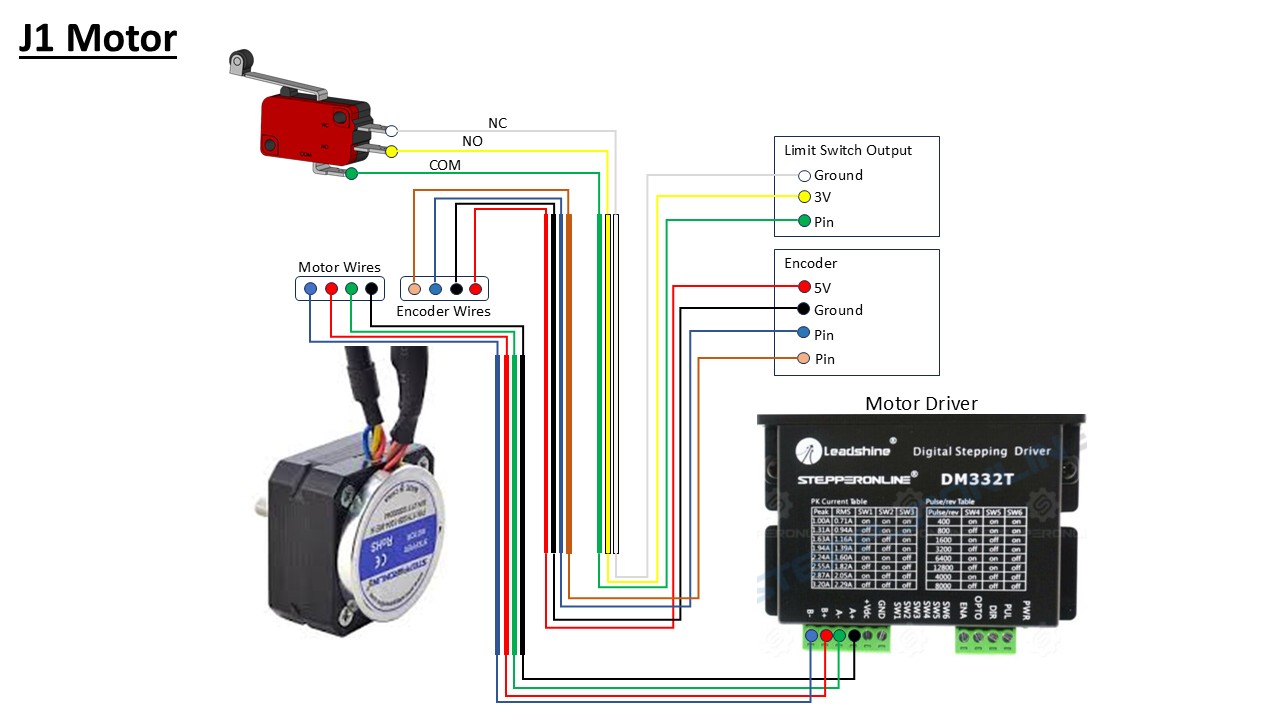 J1 Motor
NC
NO
COM
Limit Switch Output
Ground
3V
Pin
Encoder
5V
Ground
Pin
Pin
Motor Wires
Encoder Wires
Motor Driver
Leadshine®
Digital Stepping Driver
STEPPERONLINE®
DM332T
PK Current Table
Peak RMS SW1 SW2 SW3
1.00A 0.71A on on on
1.31A 0.94A off on on
1.63A 1.16A on off on
1.94A 1.39A off off on
2.24A 1.60A on on off
2.55A 1.82A off on off
2.87A 2.05A on off off
3.20A 2.29A off off off
Pulse/rev Table
Pulse/rev SW4 SW5 SW6
400 on on on
800 off on on
1600 on off on
3200 off off on
6400 on on off
12800 off on off
4000 on off off
8000 off off off
B- B+ A- A+ +Vdc GND SW1 SW2 SW3 SW4 SW5 SW6 ENA OPTO DIR PUL PWR
STEPPERONLINE
STEPPER
MOTOR
CE
RoHS